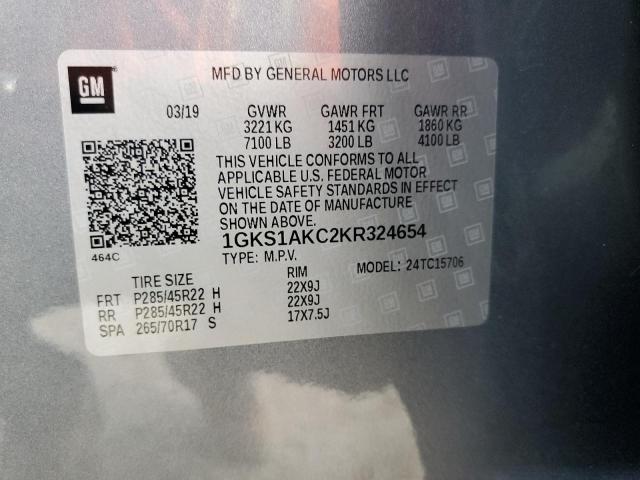 GM
MFD BY GENERAL MOTORS LLC
03/19 GVWR GAWR FRT GAWR RR
3221 KG 1451 KG 1860 KG
7100 LB 3200 LB 4100 LB
THIS VEHICLE CONFORMS TO ALL
APPLICABLE U.S. FEDERAL MOTOR
VEHICLE SAFETY STANDARDS IN EFFECT
ON THE DATE OF MANUFACTURE
SHOWN ABOVE.
464C
1GKS1AKC2KR324654
TYPE: M.P.V. MODEL: 24TC15706
TIRE SIZE RIM
FRT P285/45R22 H 22X9J
RR P285/45R22 H 22X9J
SPA 265/70R17 S 17X7.5J